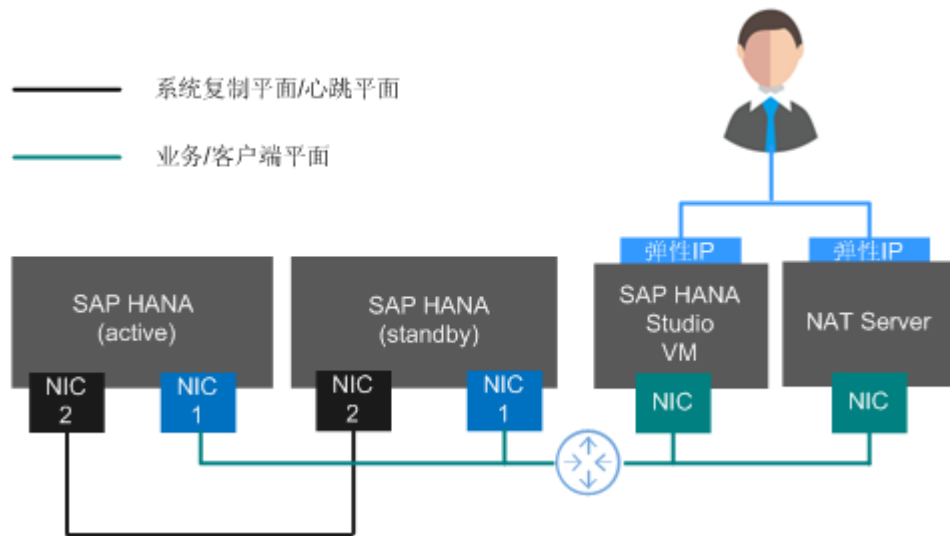 系统复制平面/心跳平面
业务/客户端平面
弹性IP
弹性IP
SAP HANA
(active)
SAP HANA
(standby)
SAP HANA
Studio
VM
NAT Server
NIC
2
NIC
1
NIC
2
NIC
1
NIC
NIC